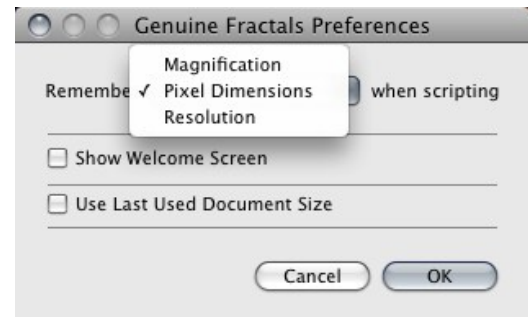 Genuine Fractals Preferences
Magnification
Remembe ✓ Pixel Dimensions when scripting
Resolution
Show Welcome Screen
Use Last Used Document Size
Cancel OK